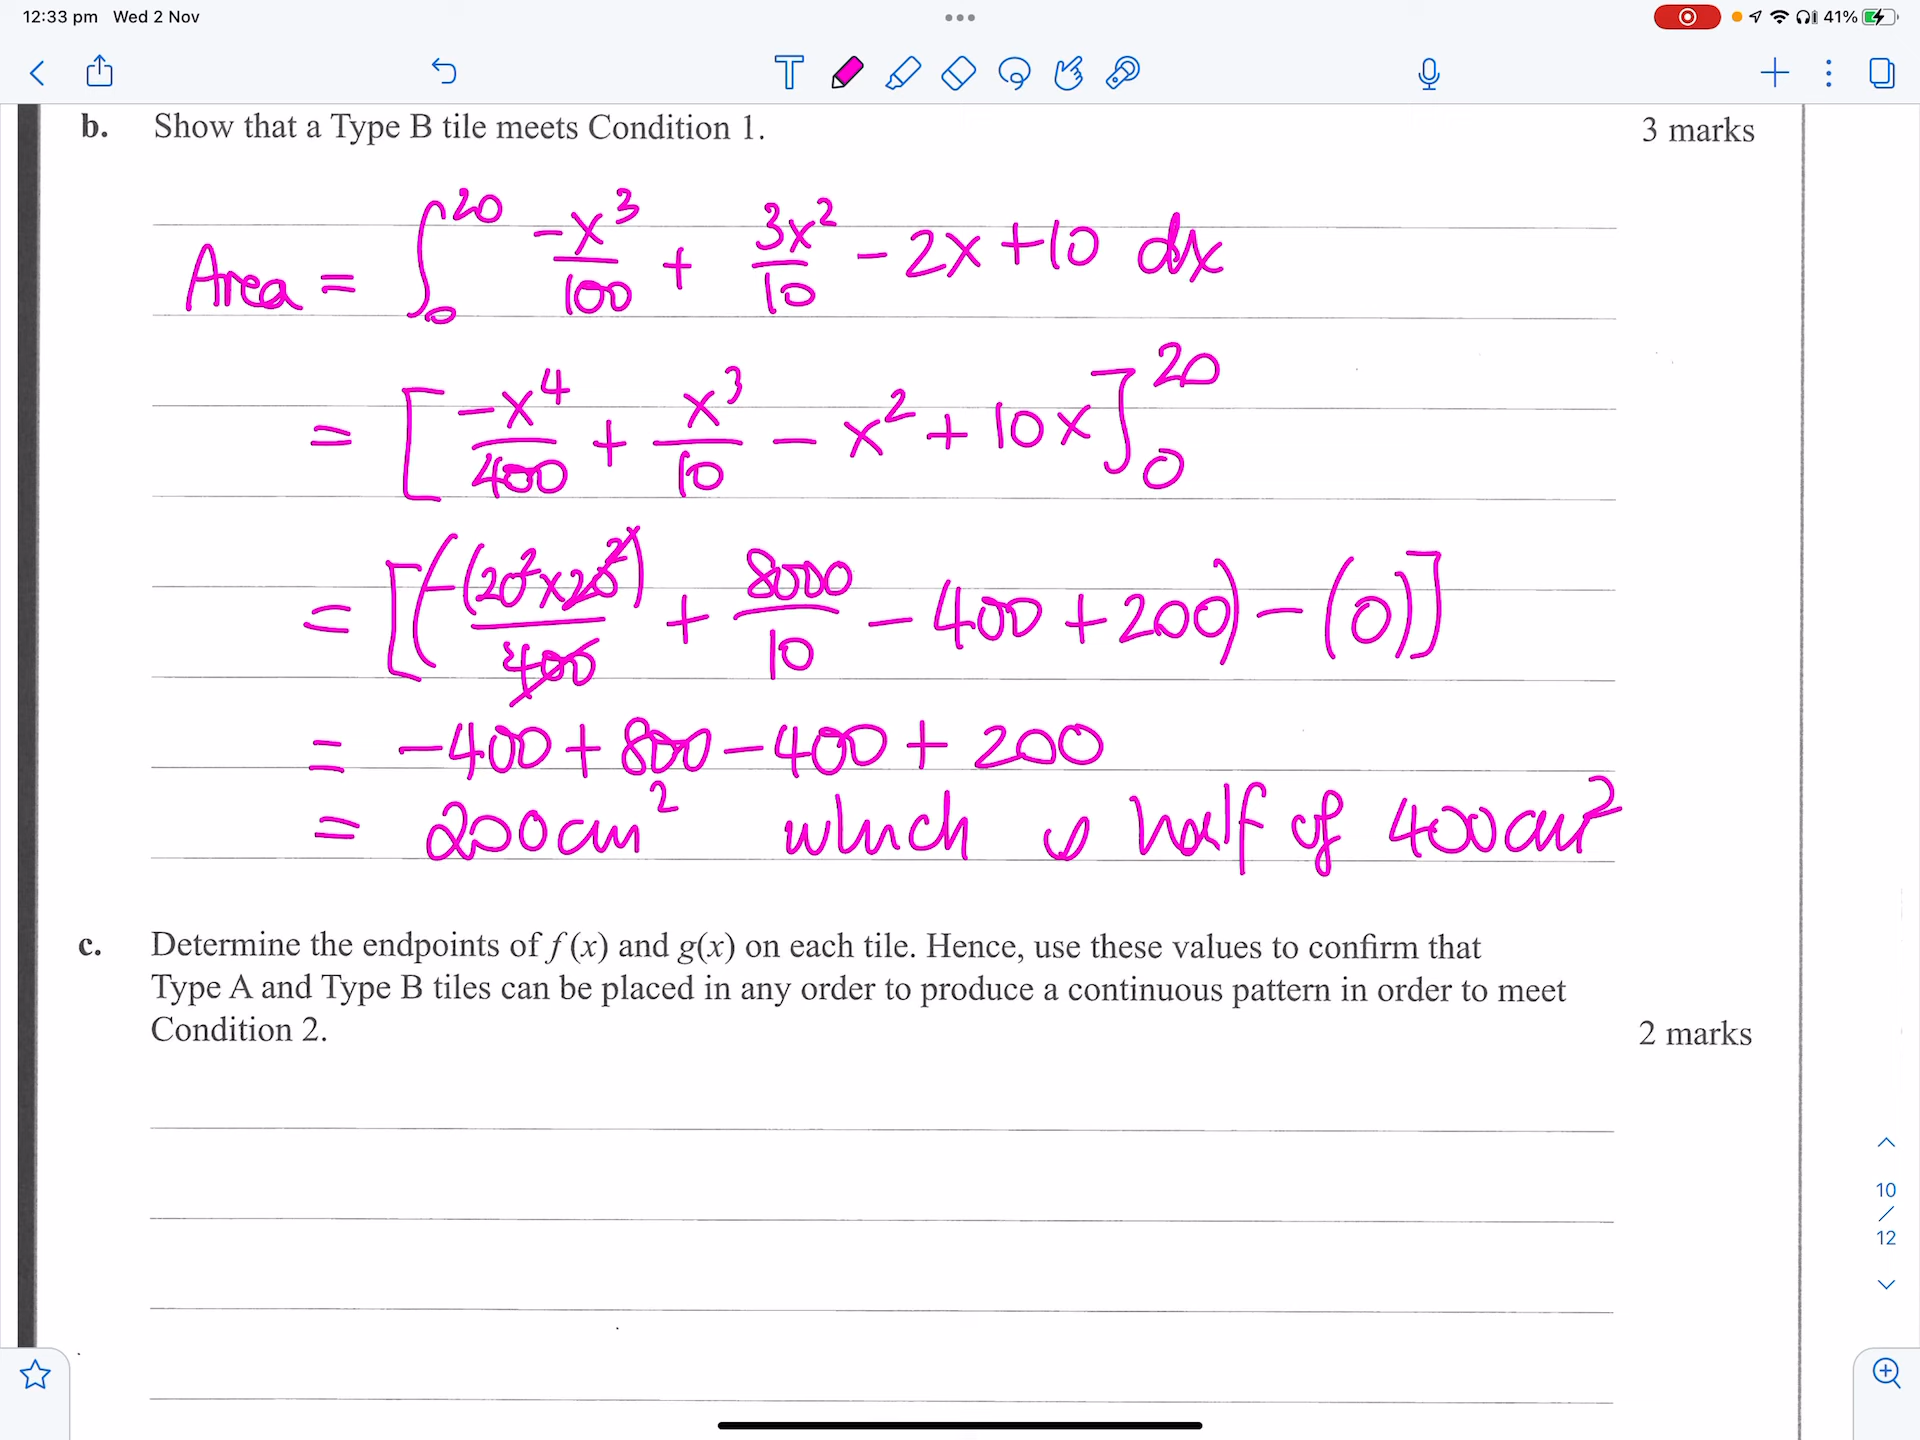 12:33 pm Wed 2 Nov
41%
b. Show that a Type B tile meets Condition 1. 3 marks
Area = ∫₀²⁰ -x³/100 + 3x²/10 - 2x + 10 dx
= [-x⁴/400 + x³/10 - x² + 10x]₀²⁰
= [(-(20² x 20²)/400 + 8000/10 - 400 + 200) - (0)]
= -400 + 800 - 400 + 200
= 200cm² which is half of 400cm²
c. Determine the endpoints of f (x) and g(x) on each tile. Hence, use these values to confirm that
Type A and Type B tiles can be placed in any order to produce a continuous pattern in order to meet
Condition 2. 2 marks
10
/
12